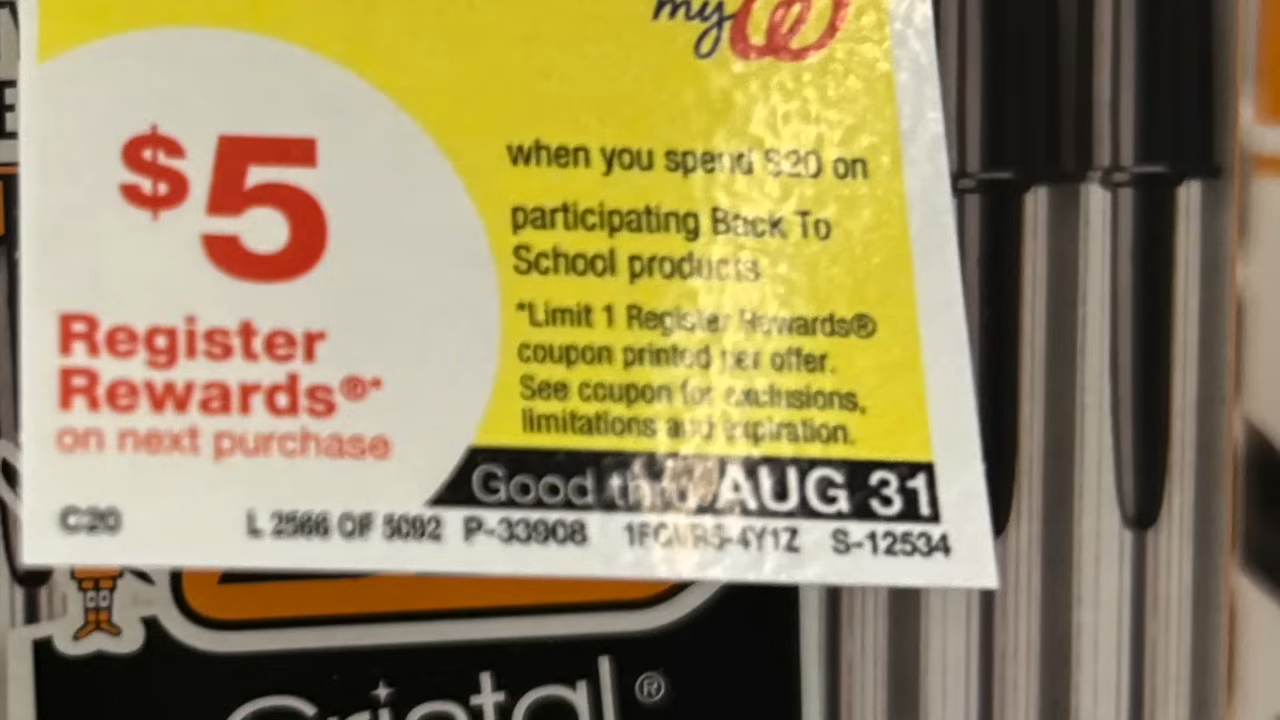 my W
$5
Register
Rewards®*
on next purchase
when you spend $20 on
participating Back To
School products
*Limit 1 Register Rewards®
coupon printed per offer.
See coupon for exclusions,
limitations and expiration.
Good thru AUG 31
C20 L 2566 OF 5092 P-33908 S-12534
Cristal®